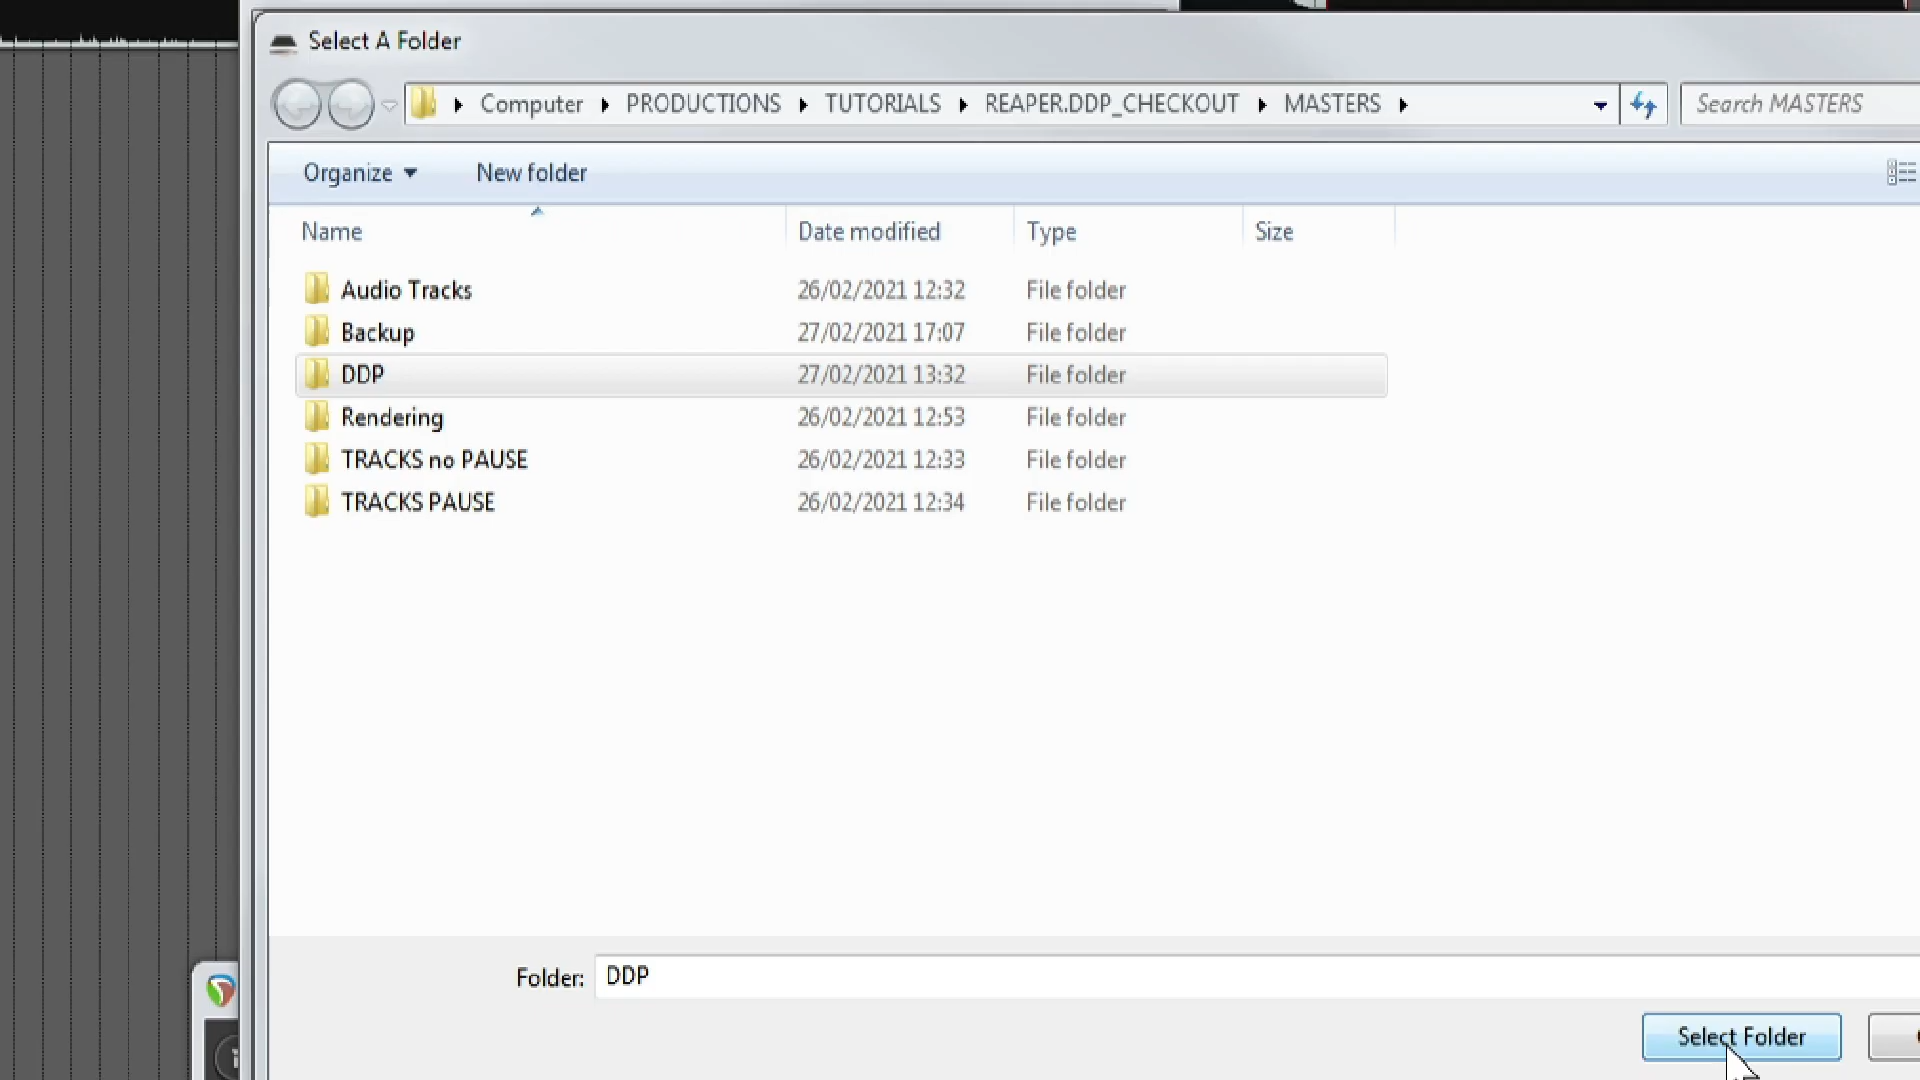 Select A Folder
Computer PRODUCTIONS TUTORIALS REAPER.DDP_CHECKOUT MASTERS
Search MASTERS
Organize New folder
Name Date modified Type Size
Audio Tracks 26/02/2021 12:32 File folder
Backup 27/02/2021 17:07 File folder
DDP 27/02/2021 13:32 File folder
Rendering 26/02/2021 12:53 File folder
TRACKS no PAUSE 26/02/2021 12:33 File folder
TRACKS PAUSE 26/02/2021 12:34 File folder
Folder: DDP
Select Folder